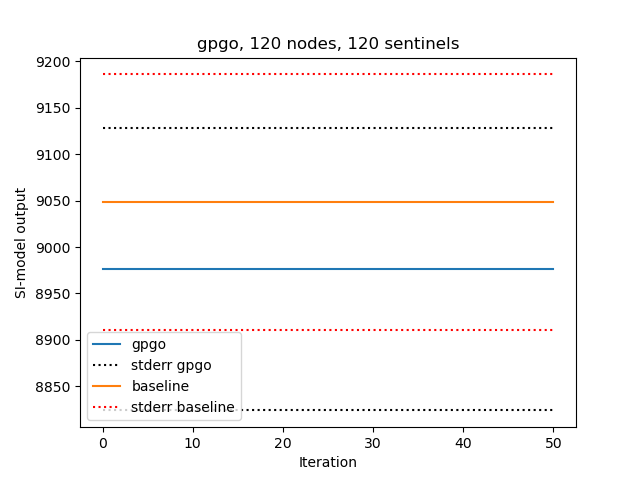 gpgo, 120 nodes, 120 sentinels
SI-model output
9200
9150
9100
9050
9000
8950
8900
8850
gpgo
stderr gpgo
baseline
stderr baseline
0 10 20 30 40 50
Iteration